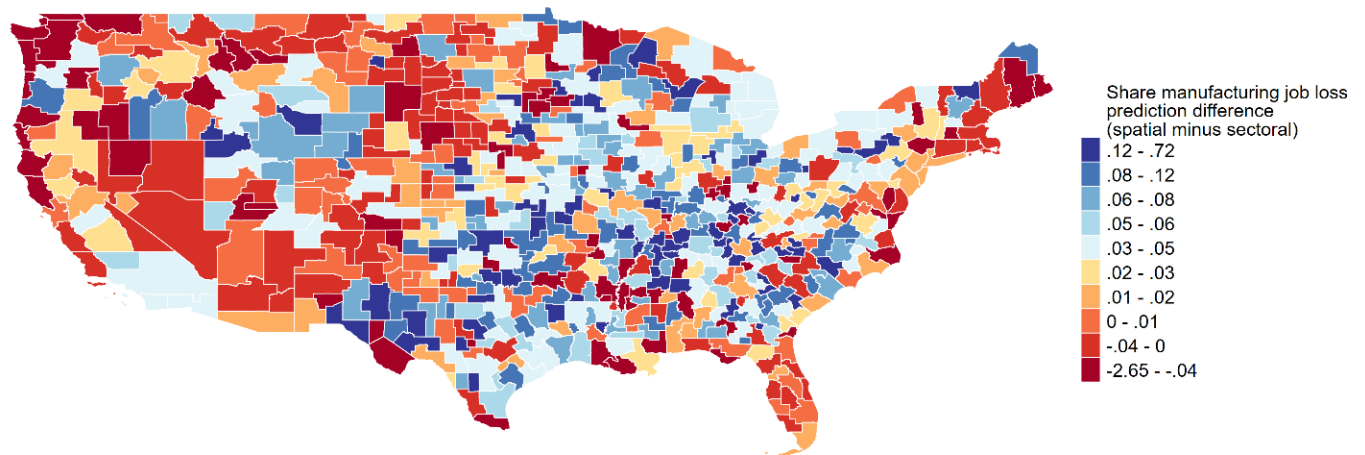 Share manufacturing job loss
prediction difference
(spatial minus sectoral)
.12 - .72
.08 - .12
.06 - .08
.05 - .06
.03 - .05
.02 - .03
.01 - .02
0 - .01
-.04 - 0
-2.65 - -.04